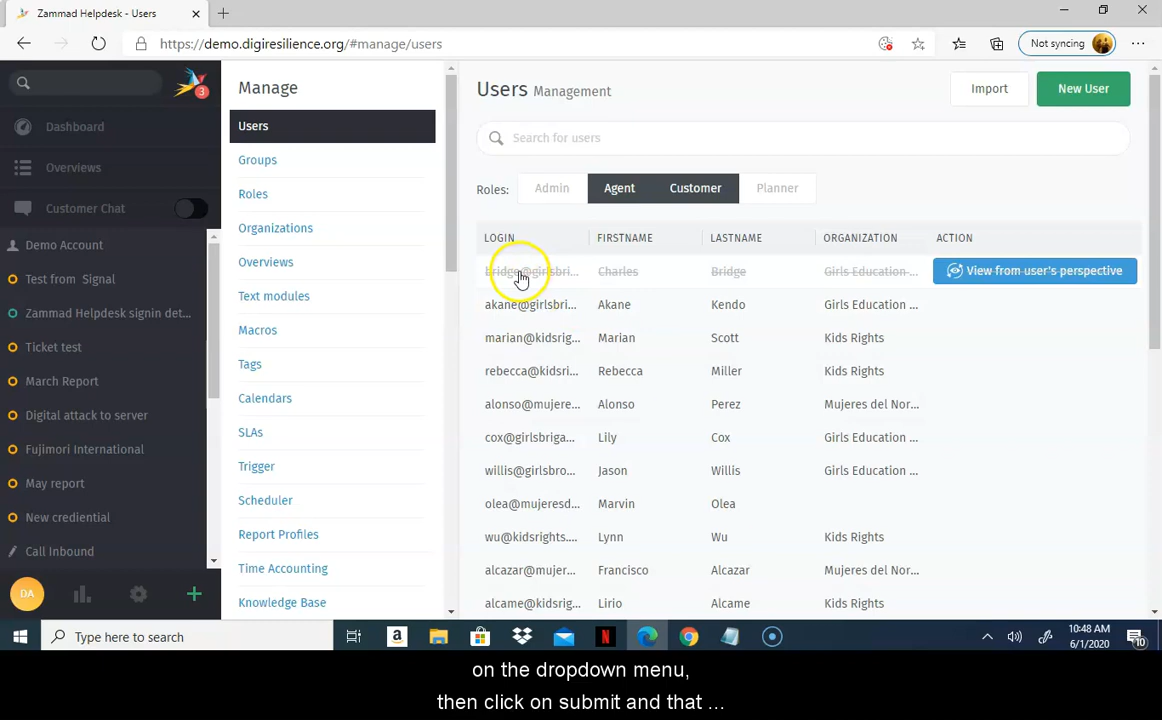 Zammad Helpdesk - Users
https://demo.digiresilience.org/#manage/users
Not syncing
3
Dashboard
Overviews
Customer Chat
Demo Account
Test from Signal
Zammad Helpdesk signin det...
Ticket test
March Report
Digital attack to server
Fujimori International
May report
New crediential
Call Inbound
DA
Manage
Users
Groups
Roles
Organizations
Overviews
Text modules
Macros
Tags
Calendars
SLAs
Trigger
Scheduler
Report Profiles
Time Accounting
Knowledge Base
Users Management
Import
New User
Search for users
Roles: Admin Agent Customer Planner
LOGIN FIRSTNAME LASTNAME ORGANIZATION ACTION
bridge@girlsbri... Charles Bridge Girls Education ... View from user's perspective
akane@girlsbri... Akane Kendo Girls Education ...
marian@kidsrig... Marian Scott Kids Rights
rebecca@kidsri... Rebecca Miller Kids Rights
alonso@mujere... Alonso Perez Mujeres del Nor...
cox@girlsbriga... Lily Cox Girls Education ...
willis@girlsbro... Jason Willis Girls Education ...
olea@mujeresd... Marvin Olea
wu@kidsrights.... Lynn Wu Kids Rights
alcazar@mujer... Francisco Alcazar Mujeres del Nor...
alcame@kidsrig... Lirio Alcame Kids Rights
Type here to search
a
N
10:48 AM
6/1/2020
10
on the dropdown menu,
then click on submit and that ...